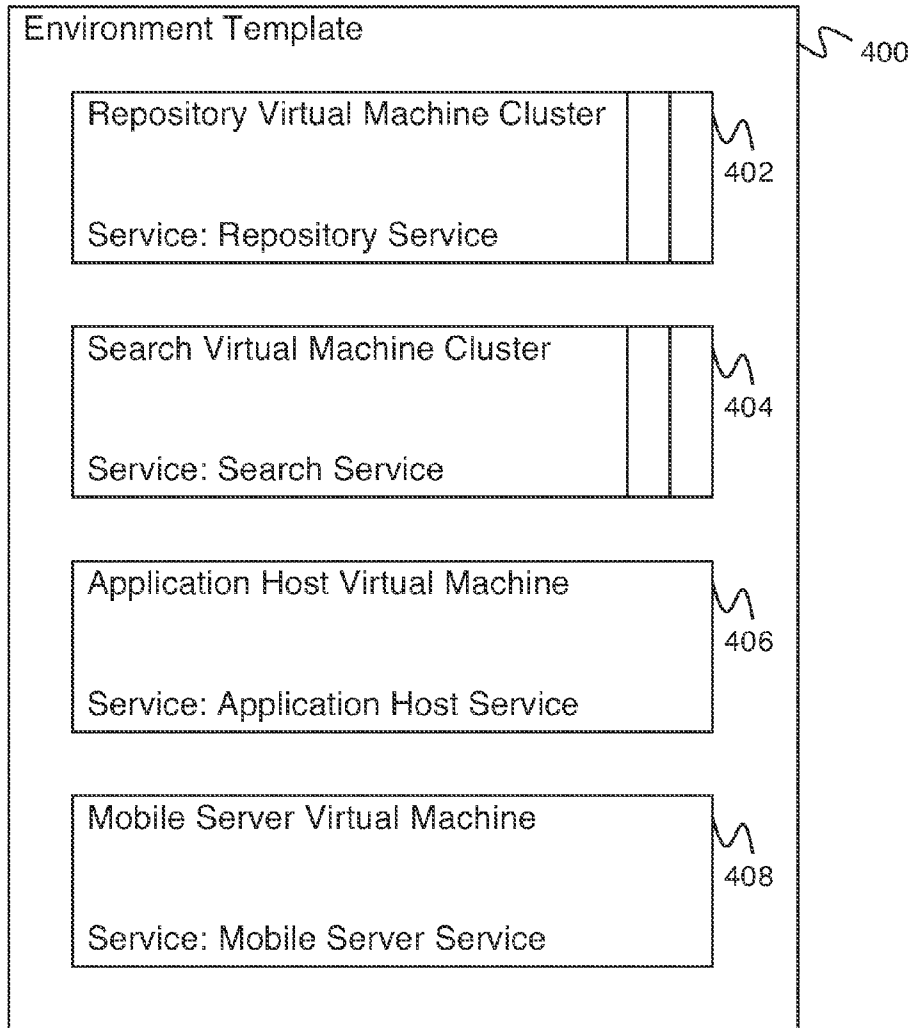 Environment Template
400
Repository Virtual Machine Cluster
402
Service: Repository Service
Search Virtual Machine Cluster
404
Service: Search Service
Application Host Virtual Machine
406
Service: Application Host Service
Mobile Server Virtual Machine
408
Service: Mobile Server Service